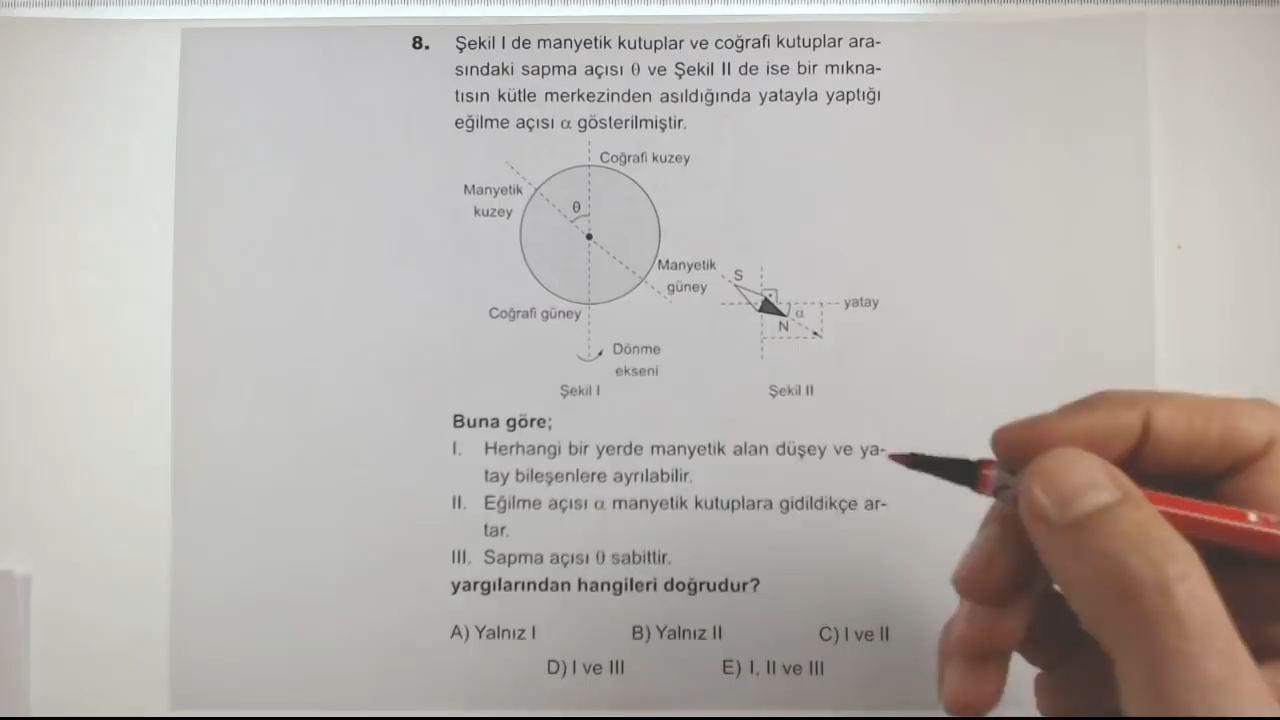 8. Şekil I de manyetik kutuplar ve coğrafi kutuplar ara-
sındaki sapma açısı θ ve Şekil II de ise bir mıkna-
tısın kütle merkezinden asıldığında yatayla yaptığı
eğilme açısı α gösterilmiştir.
Coğrafi kuzey
Manyetik
kuzey
θ
Manyetik
güney
Coğrafi güney
Dönme
ekseni
Şekil I
S
yatay
α
N
Şekil II
Buna göre;
I. Herhangi bir yerde manyetik alan düşey ve ya-
tay bileşenlere ayrılabilir.
II. Eğilme açısı α manyetik kutuplara gidildikçe ar-
tar.
III. Sapma açısı θ sabittir.
yargılarından hangileri doğrudur?
A) Yalnız I B) Yalnız II C) I ve II
D) I ve III E) I, II ve III